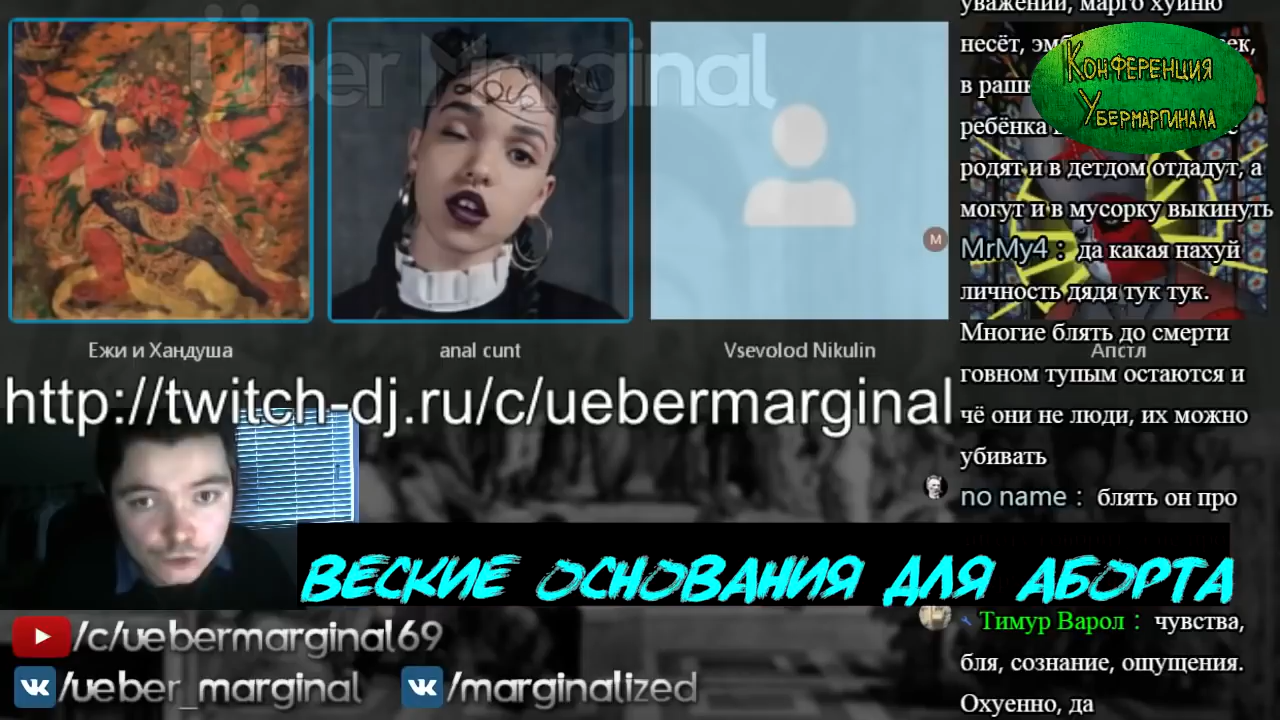 Über Marginal
Ежи и Хандуша
anal cunt
Vsevolod Nikulin
Апстл
М
http://twitch-dj.ru/c/uebermarginal
ВЕСКИЕ ОСНОВАНИЯ ДЛЯ АБОРТА
/c/uebermarginal69
/ueber_marginal
/marginalized
Конференция
Убермаргинала
уважении, марго хуйню
несёт,
в рашк
ребёнка
родят и в детдом отдадут, а
могут и в мусорку выкинуть
MrMy4 : да какая нахуй
личность дядя тук тук.
Многие блять до смерти
говном тупым остаются и
чё они не люди, их можно
убивать
no name : блять он про
Тимур Варол : чувства,
бля, сознание, ощущения.
Охуенно, да